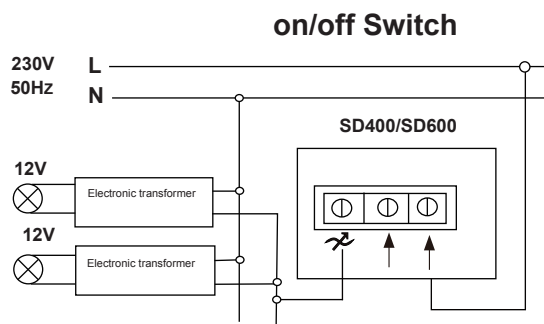 on/off Switch
230V L
50Hz N
SD400/SD600
12V
Electronic transformer
12V
Electronic transformer